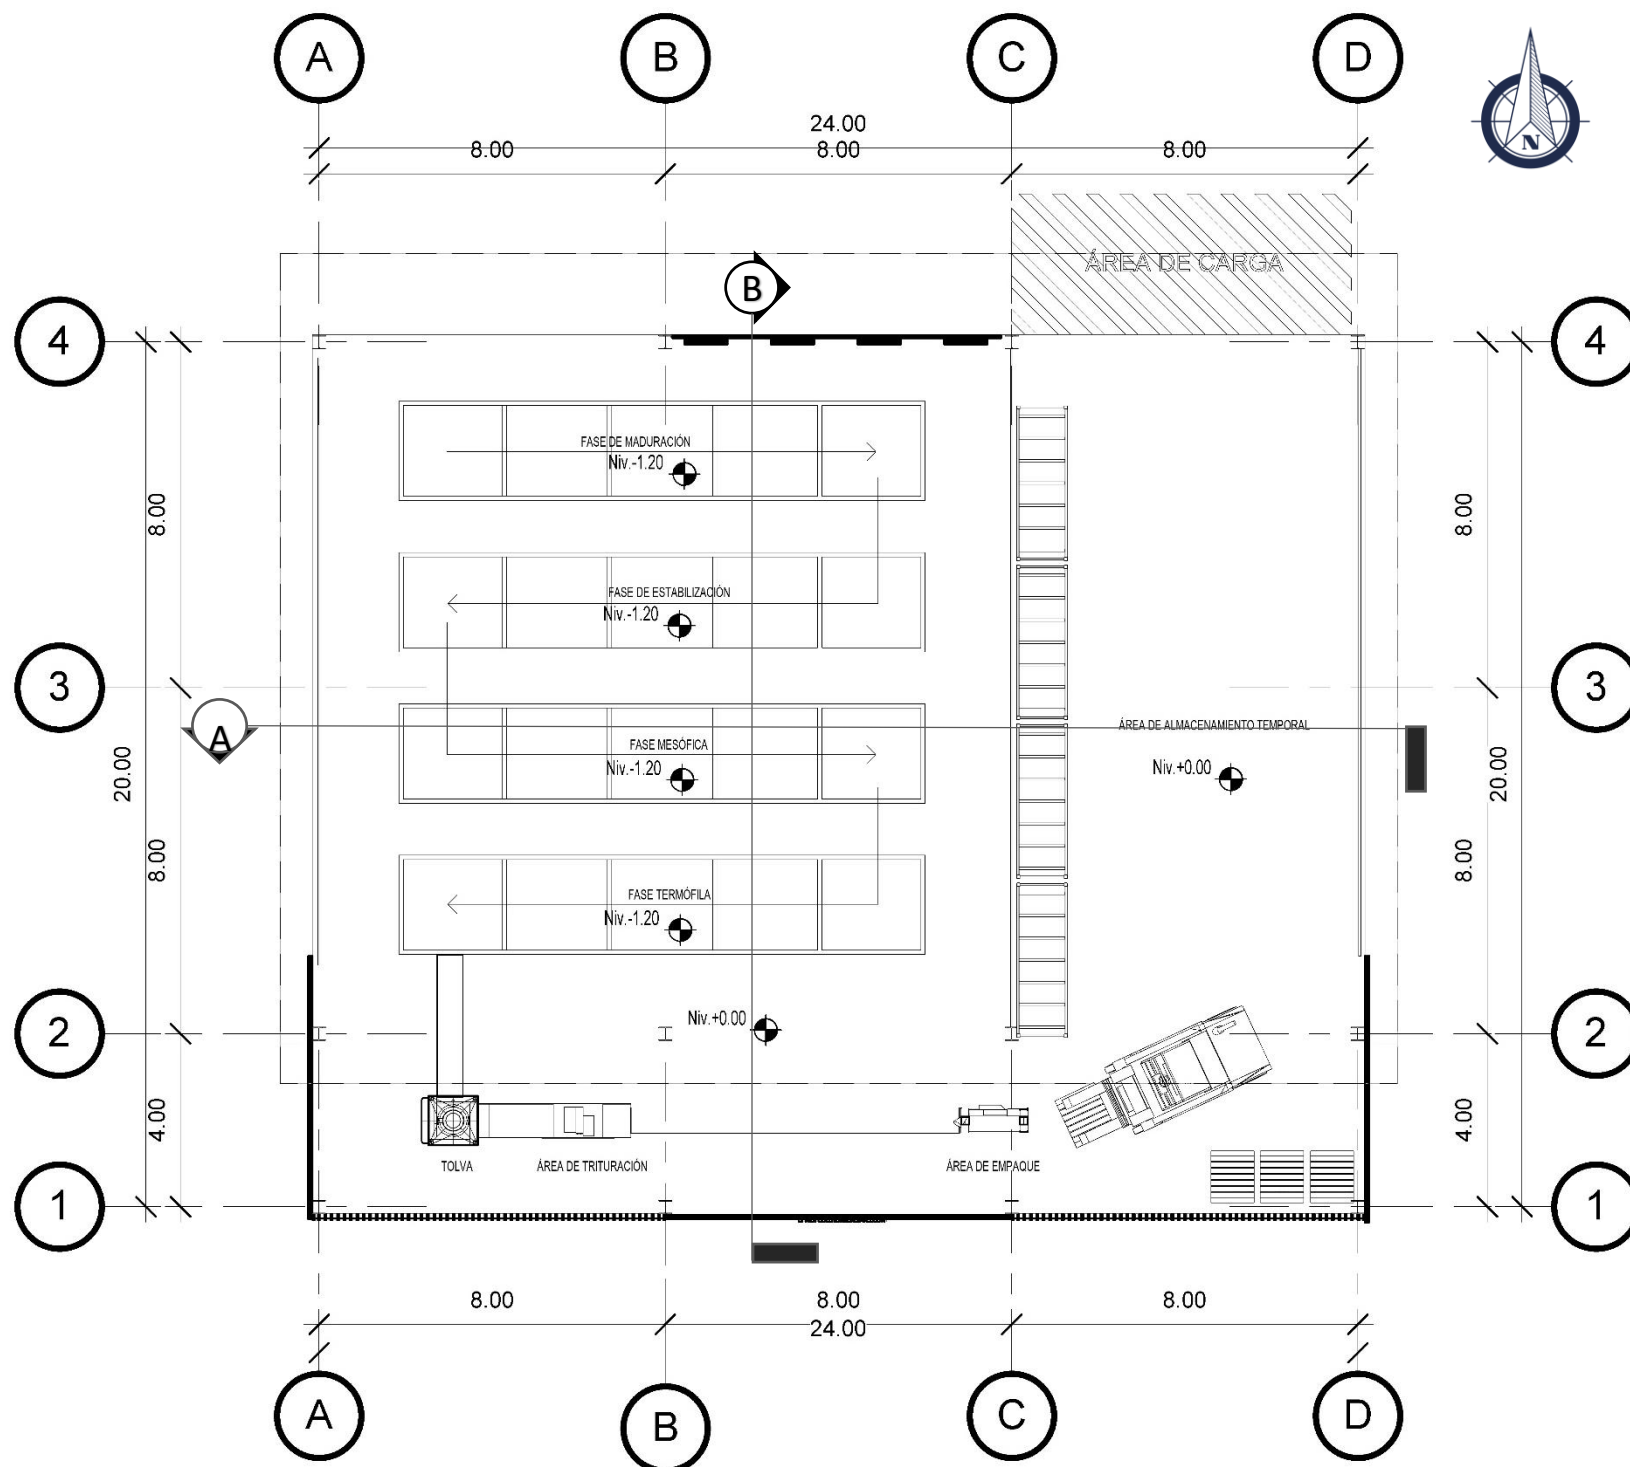 A
B
C
D
N
24.00
8.00
8.00
8.00
ÁREA DE CARGA
B
4
4
FASE DE MADURACIÓN
Niv.-1.20
8.00
8.00
FASE DE ESTABILIZACIÓN
Niv.-1.20
3
3
A
ÁREA DE ALMACENAMIENTO TEMPORAL
FASE MESÓFICA
Niv.-1.20
Niv.+0.00
20.00
20.00
8.00
8.00
FASE TERMÓFILA
Niv.-1.20
Niv.+0.00
2
2
4.00
4.00
TOLVA
ÁREA DE TRITURACIÓN
ÁREA DE EMPAQUE
1
1
8.00
8.00
8.00
24.00
A
B
C
D